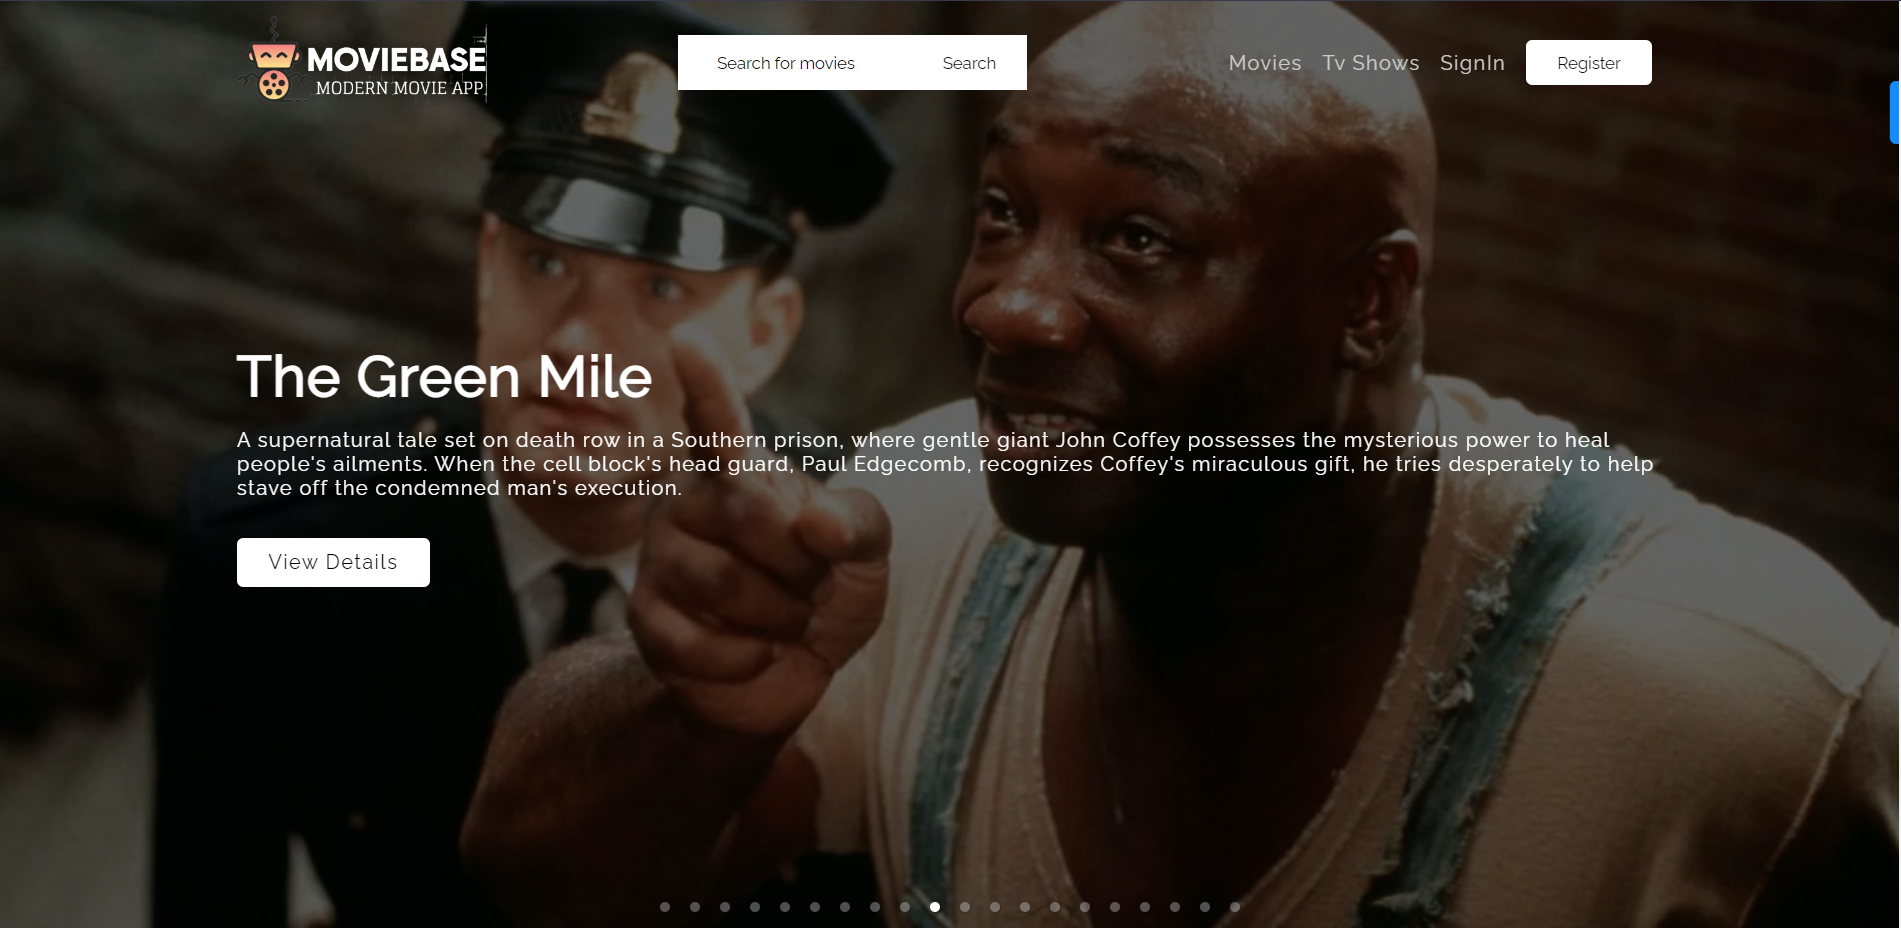 MOVIEBASE
MODERN MOVIE APP
Search for movies
Search
Movies
Tv Shows
SignIn
Register
The Green Mile
A supernatural tale set on death row in a Southern prison, where gentle giant John Coffey possesses the mysterious power to heal
people's ailments. When the cell block's head guard, Paul Edgecomb, recognizes Coffey's miraculous gift, he tries desperately to help
stave off the condemned man's execution.
View Details